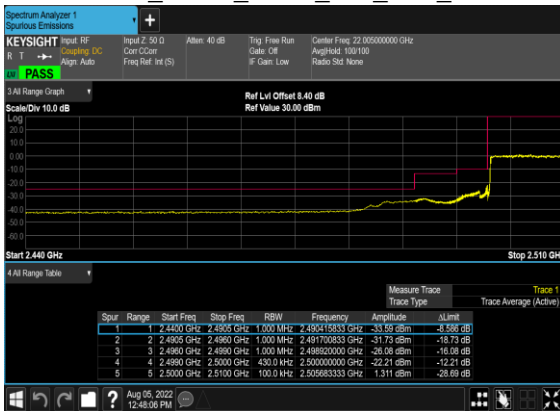 Spectrum Analyzer 1
Spurious Emissions
KEYSIGHT Input: RF Input Z: 50 Ω Atten: 40 dB Trig: Free Run Center Freq: 22.005000000 GHz
R T Coupling: DC Corr CCorr Gate: Off Avg|Hold: 100/100
Align: Auto Freq Ref: Int (S) IF Gain: Low Radio Std: None
PASS
3 All Range Graph
Ref Lvl Offset 8.40 dB
Scale/Div 10.0 dB Ref Value 30.00 dBm
Log
20.0
10.0
0.00
-10.0
-20.0
-30.0
-40.0
-50.0
-60.0
Start 2.440 GHz Stop 2.510 GH
4 All Range Table
Measure Trace Trace 1
Trace Type Trace Average (Active)
Spur Range Start Freq Stop Freq RBW Frequency Amplitude ΔLimit
1 1 2.4400 GHz 2.4905 GHz 1.000 MHz 2.490415833 GHz -33.59 dBm -8.586 dB
2 2 2.4905 GHz 2.4960 GHz 1.000 MHz 2.491700833 GHz -31.73 dBm -18.73 dB
3 3 2.4960 GHz 2.4990 GHz 1.000 MHz 2.498920000 GHz -26.08 dBm -16.08 dB
4 4 2.4990 GHz 2.5000 GHz 430.0 kHz 2.500000000 GHz -22.21 dBm -12.21 dB
5 5 2.5000 GHz 2.5100 GHz 100.0 kHz 2.505683333 GHz 1.311 dBm -28.69 dB
Aug 05, 2022
12:48:06 PM